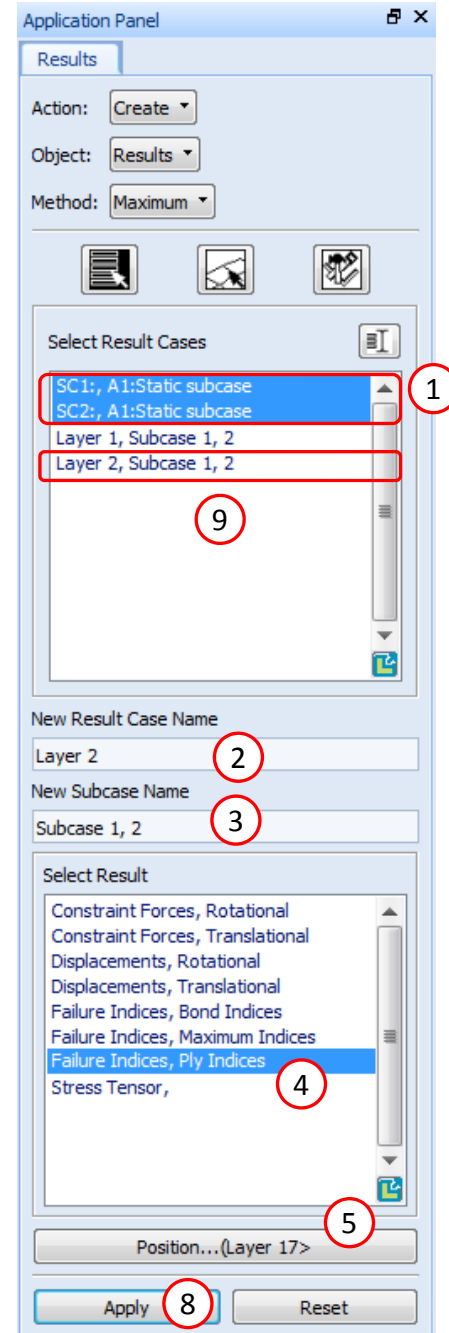 Application Panel
Results
Action: Create
Object: Results
Method: Maximum
Select Result Cases
SC1:, A1:Static subcase
1
SC2:, A1:Static subcase
Layer 1, Subcase 1, 2
Layer 2, Subcase 1, 2
9
New Result Case Name
Layer 2
2
New Subcase Name
Subcase 1, 2
3
Select Result
Constraint Forces, Rotational
Constraint Forces, Translational
Displacements, Rotational
Displacements, Translational
Failure Indices, Bond Indices
Failure Indices, Maximum Indices
Failure Indices, Ply Indices
4
Stress Tensor,
5
Position...(Layer 17>
Apply 8 Reset